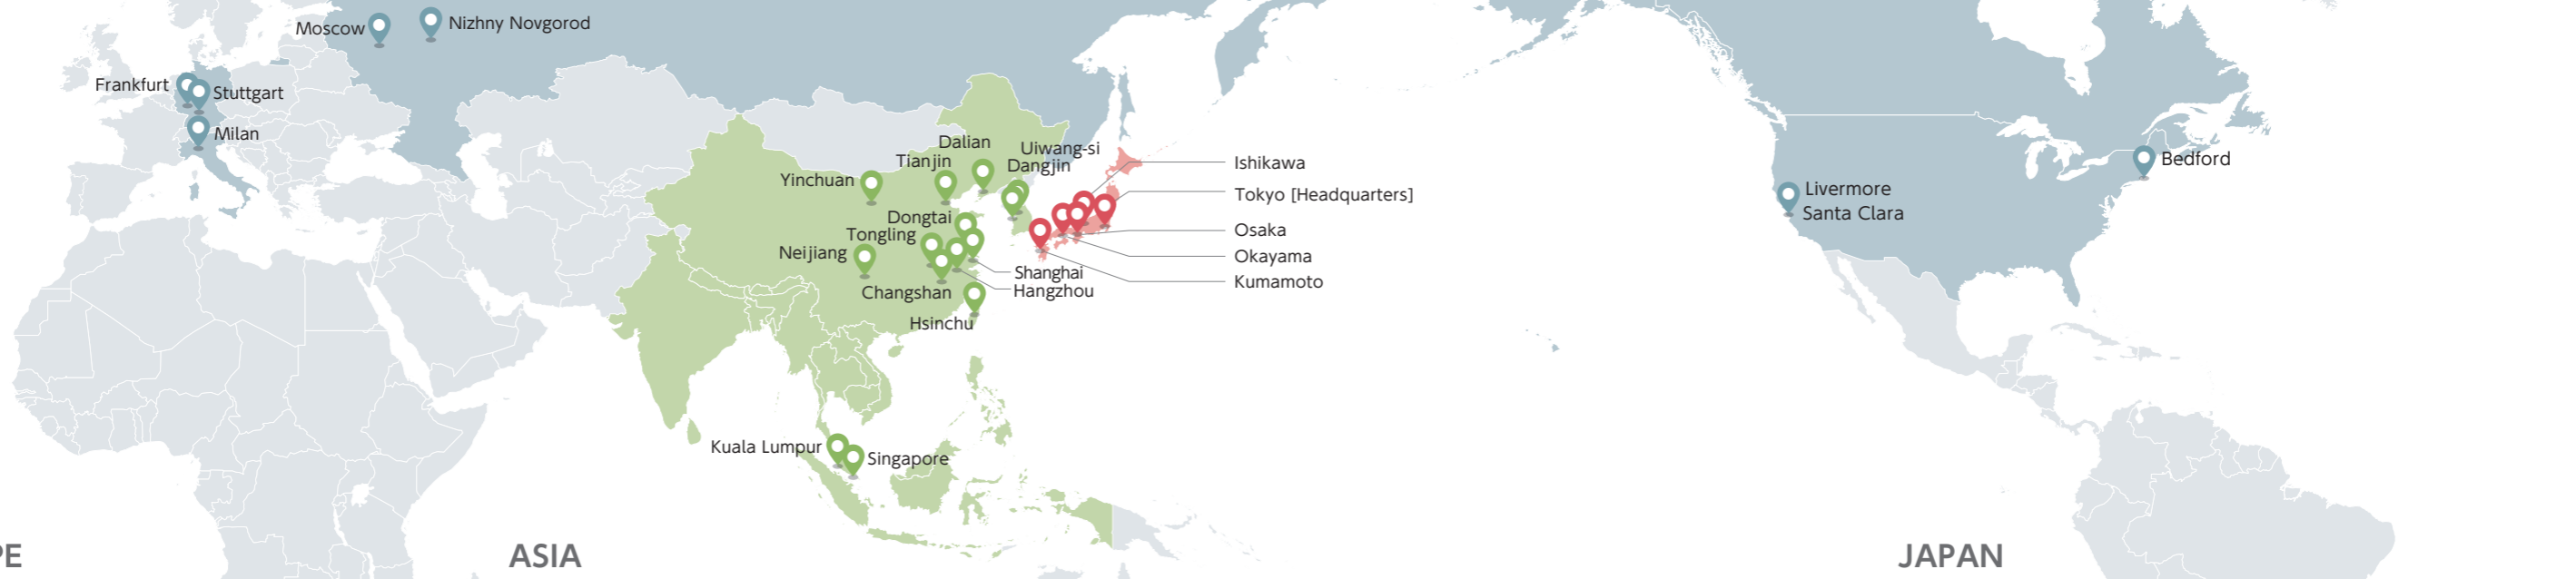 Moscow
Nizhny Novgorod
Frankfurt
Stuttgart
Milan
Dalian
Uiwang-si
Tianjin
Dangjin
Yinchuan
Dongtai
Tongling
Neijiang
Shanghai
Changshan
Hangzhou
Hsinchu
Kuala Lumpur
Singapore
Ishikawa
Tokyo [Headquarters]
Osaka
Okayama
Kumamoto
Livermore
Santa Clara
Bedford
PE
ASIA
JAPAN